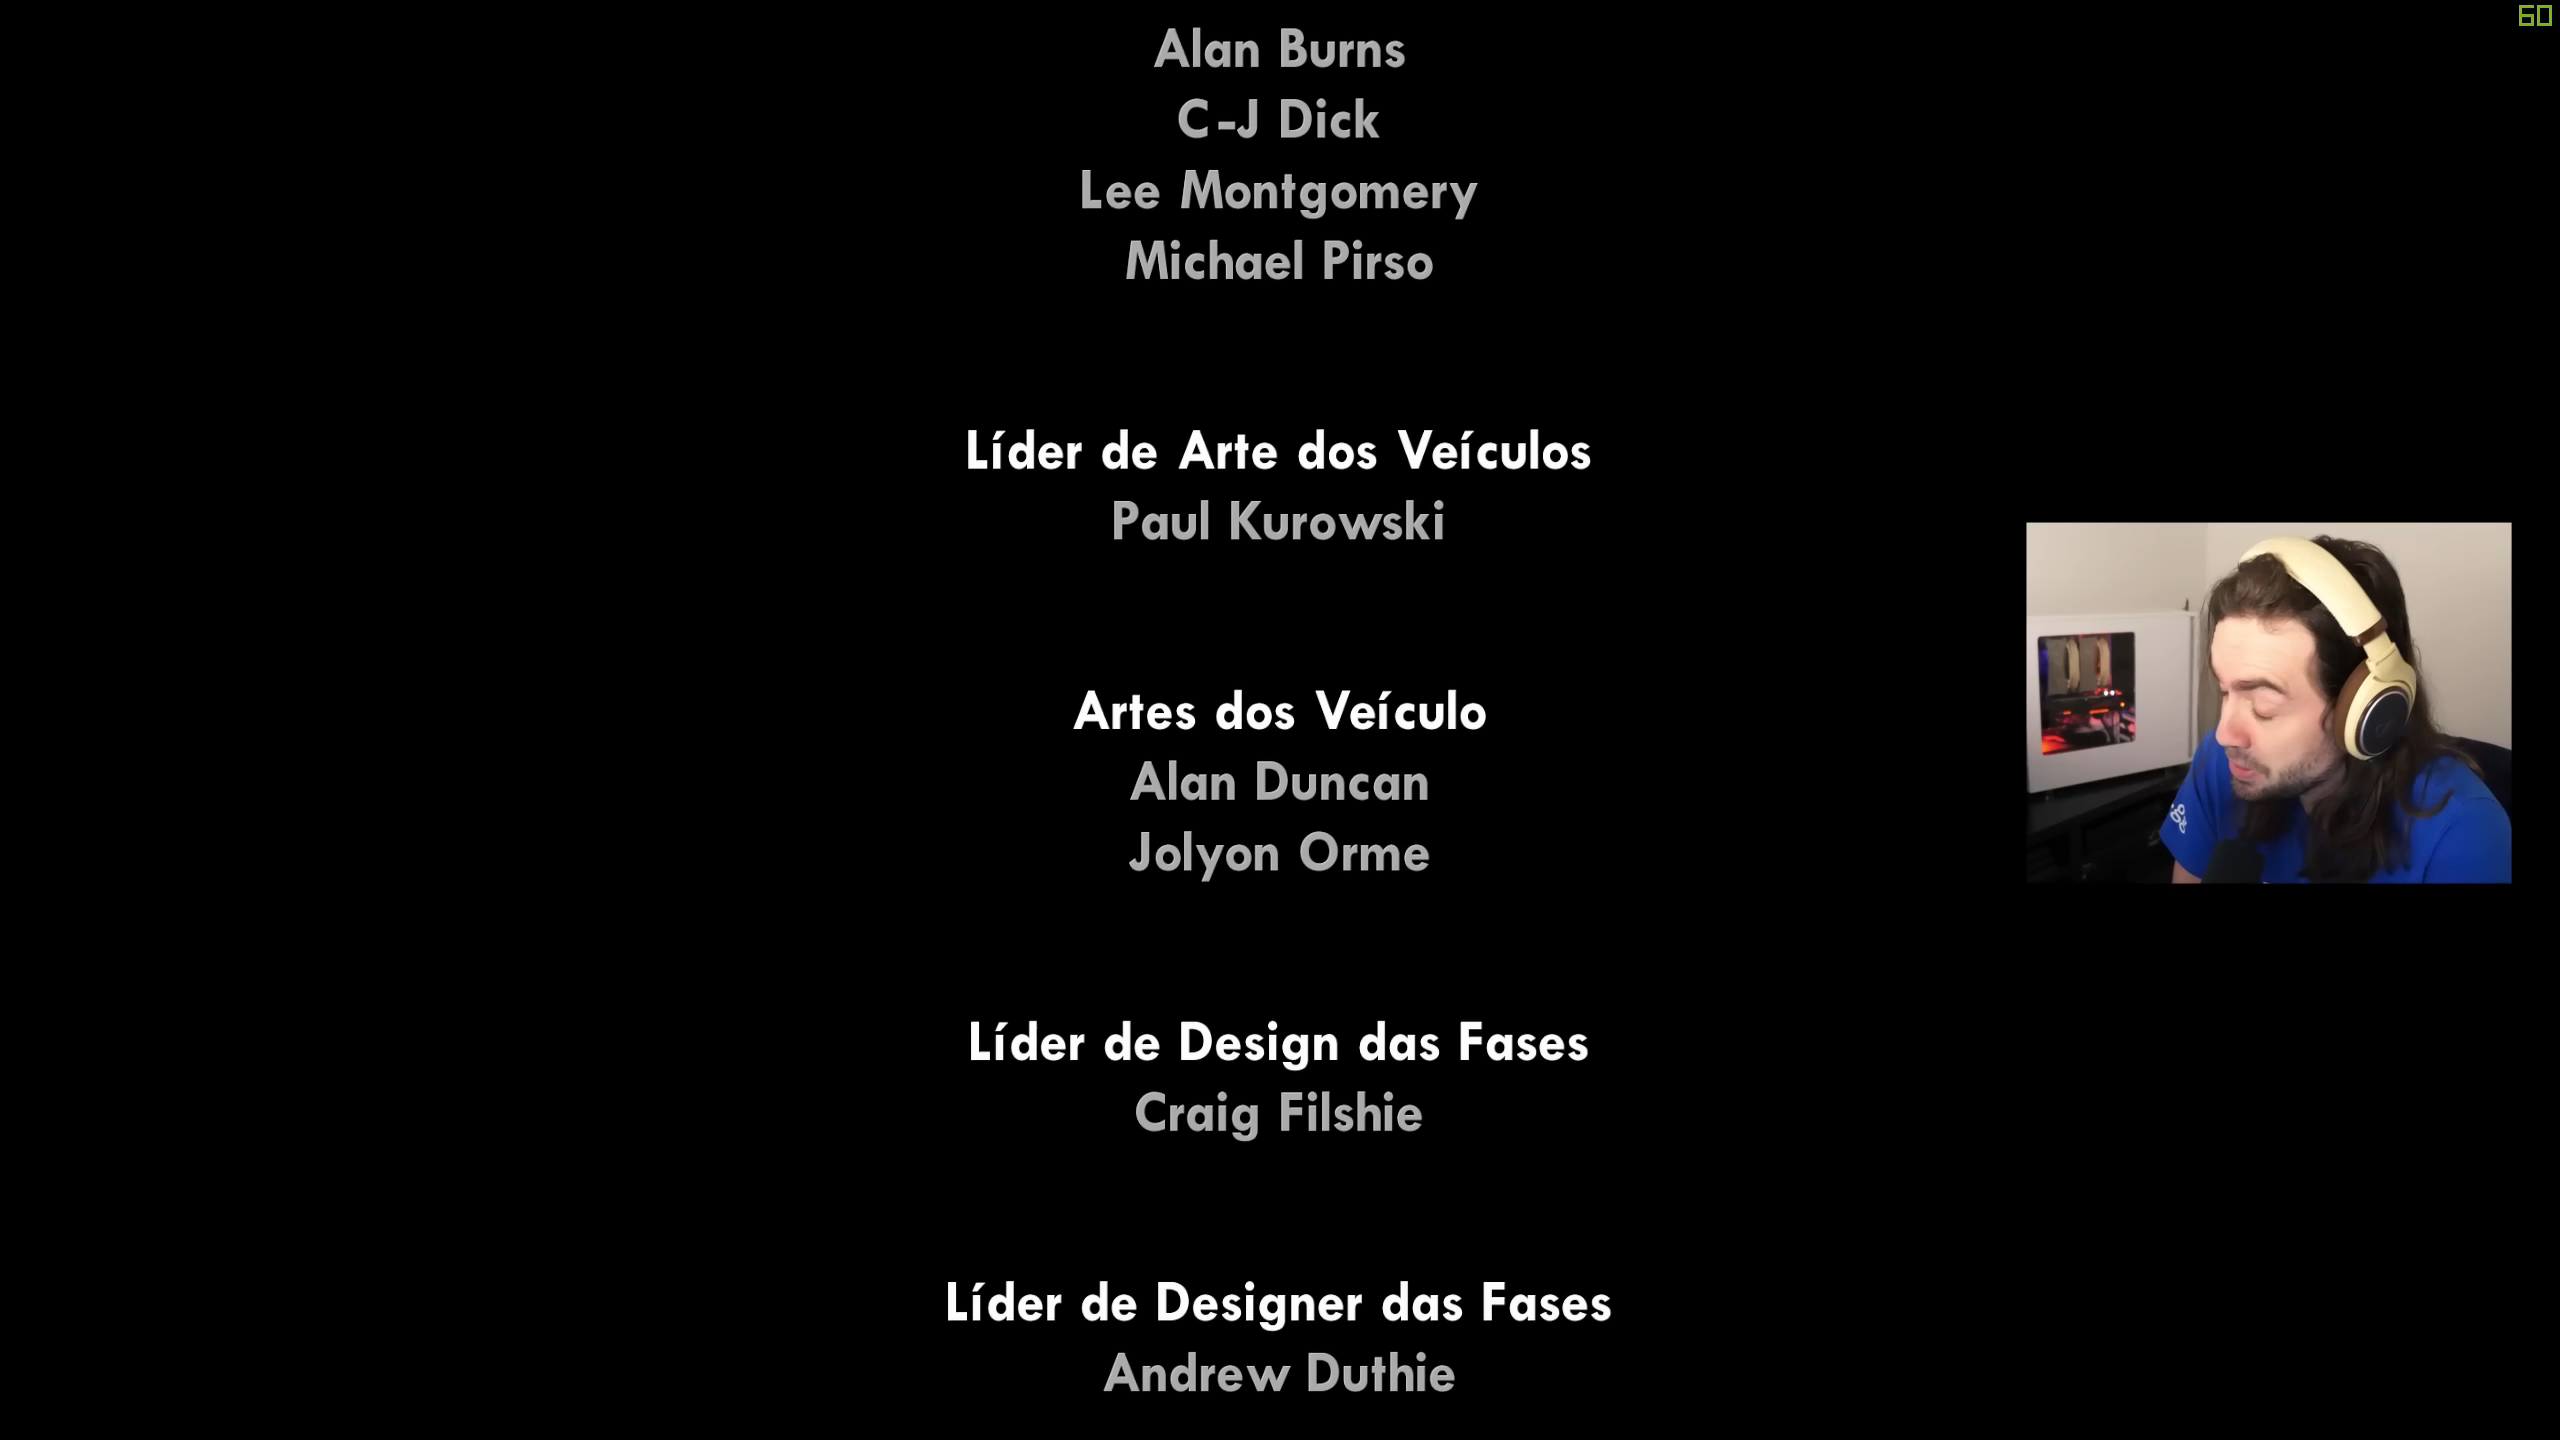 60
Alan Burns
C-J Dick
Lee Montgomery
Michael Pirso
Líder de Arte dos Veículos
Paul Kurowski
Artes dos Veículo
Alan Duncan
Jolyon Orme
Líder de Design das Fases
Craig Filshie
Líder de Designer das Fases
Andrew Duthie